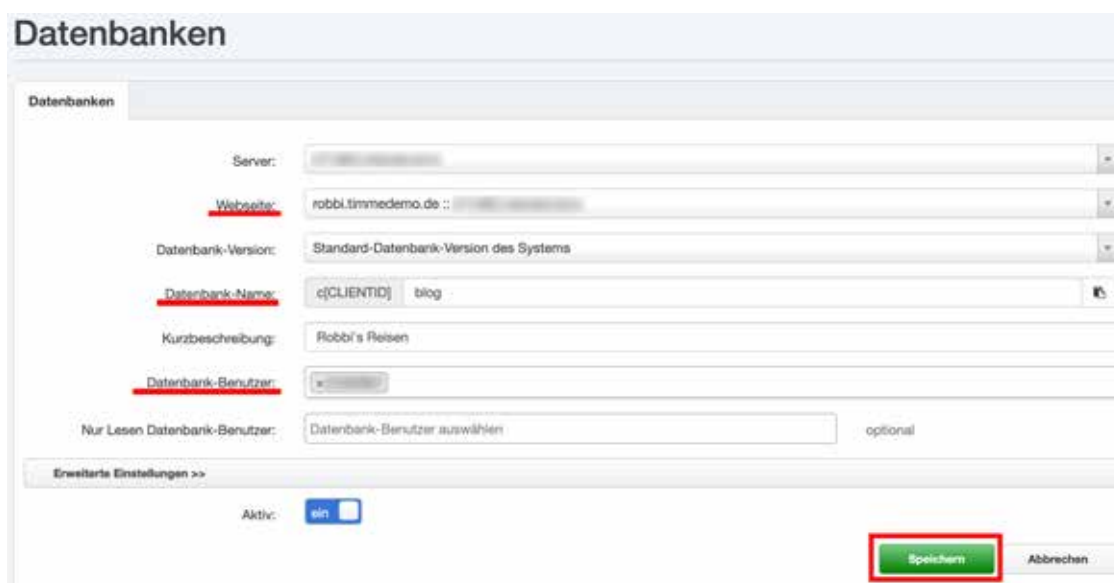 Datenbanken
Datenbanken
Server:
Webseite: robbi.timmedemo.de ::
Datenbank-Version: Standard-Datenbank-Version des Systems
Datenbank-Name: c[CLIENTID] blog
Kurzbeschreibung: Robbi's Reisen
Datenbank-Benutzer: ×
Nur Lesen Datenbank-Benutzer: Datenbank-Benutzer auswählen optional
Erweiterte Einstellungen >>
Aktiv: ein
Speichern Abbrechen